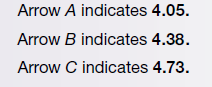 Arrow A indicates 4.05.
Arrow B indicates 4.38.
Arrow C indicates 4.73.